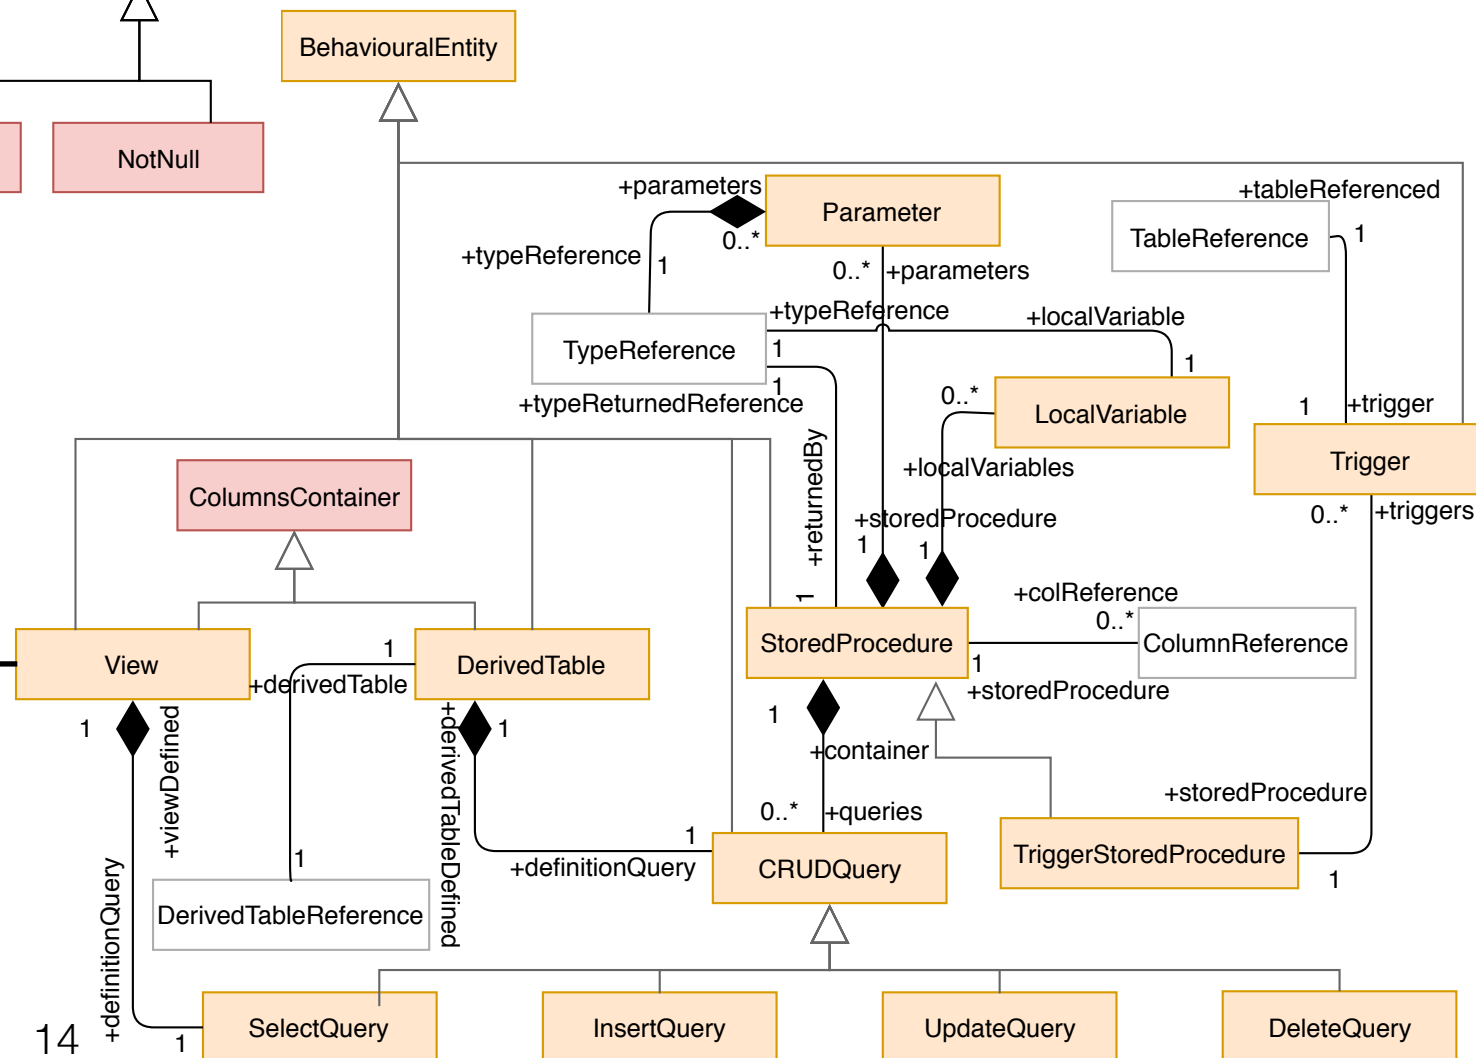 BehaviouralEntity
NotNull
+parameters
Parameter
+tableReferenced
TableReference
1
0..*
+typeReference
1
0..*
+parameters
+typeReference
+localVariable
TypeReference
1
1
1
+typeReturnedReference
0..*
LocalVariable
1
+trigger
+returnedBy
+localVariables
Trigger
ColumnsContainer
+storedProcedure
0..*
+triggers
1
1
1
+colReference
0..*
View
1
DerivedTable
StoredProcedure
ColumnReference
1
+derivedTable
+storedProcedure
1
+viewDefined
+derivedTableDefined
1
1
+container
+storedProcedure
0..*
+queries
1
1
+definitionQuery
CRUDQuery
TriggerStoredProcedure
1
DerivedTableReference
+definitionQuery
SelectQuery
InsertQuery
UpdateQuery
DeleteQuery
1
14